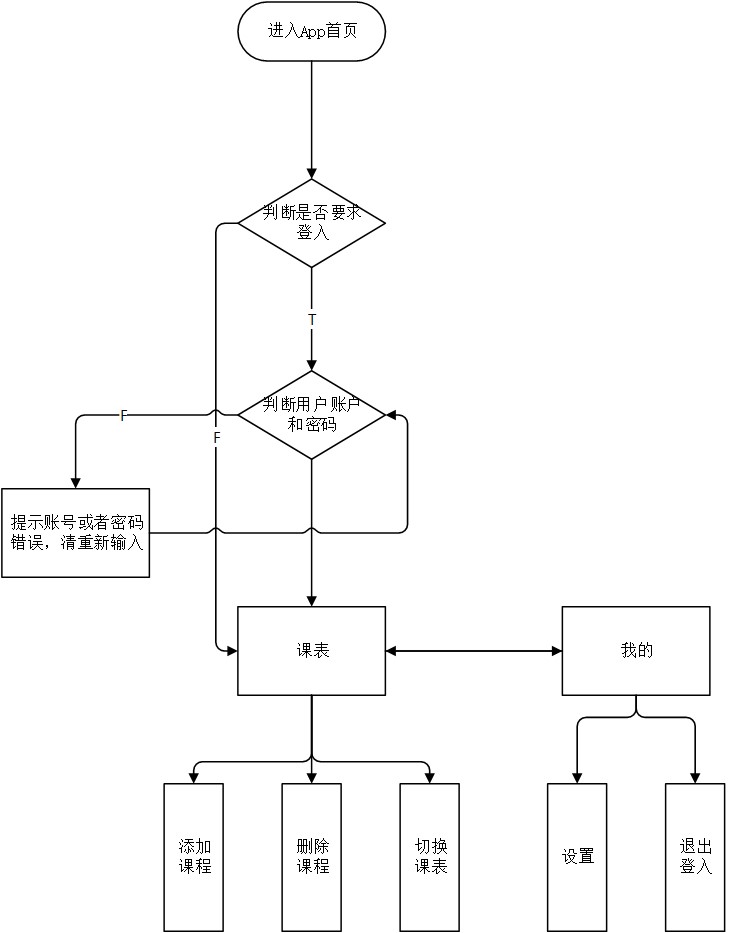 进入App首页
判断是否要求
登入
T
判断用户账户
和密码
F
F
提示账号或者密码
错误，清重新输入
课表
我的
添加
课程
删除
课程
切换
课表
设置
退出
登入